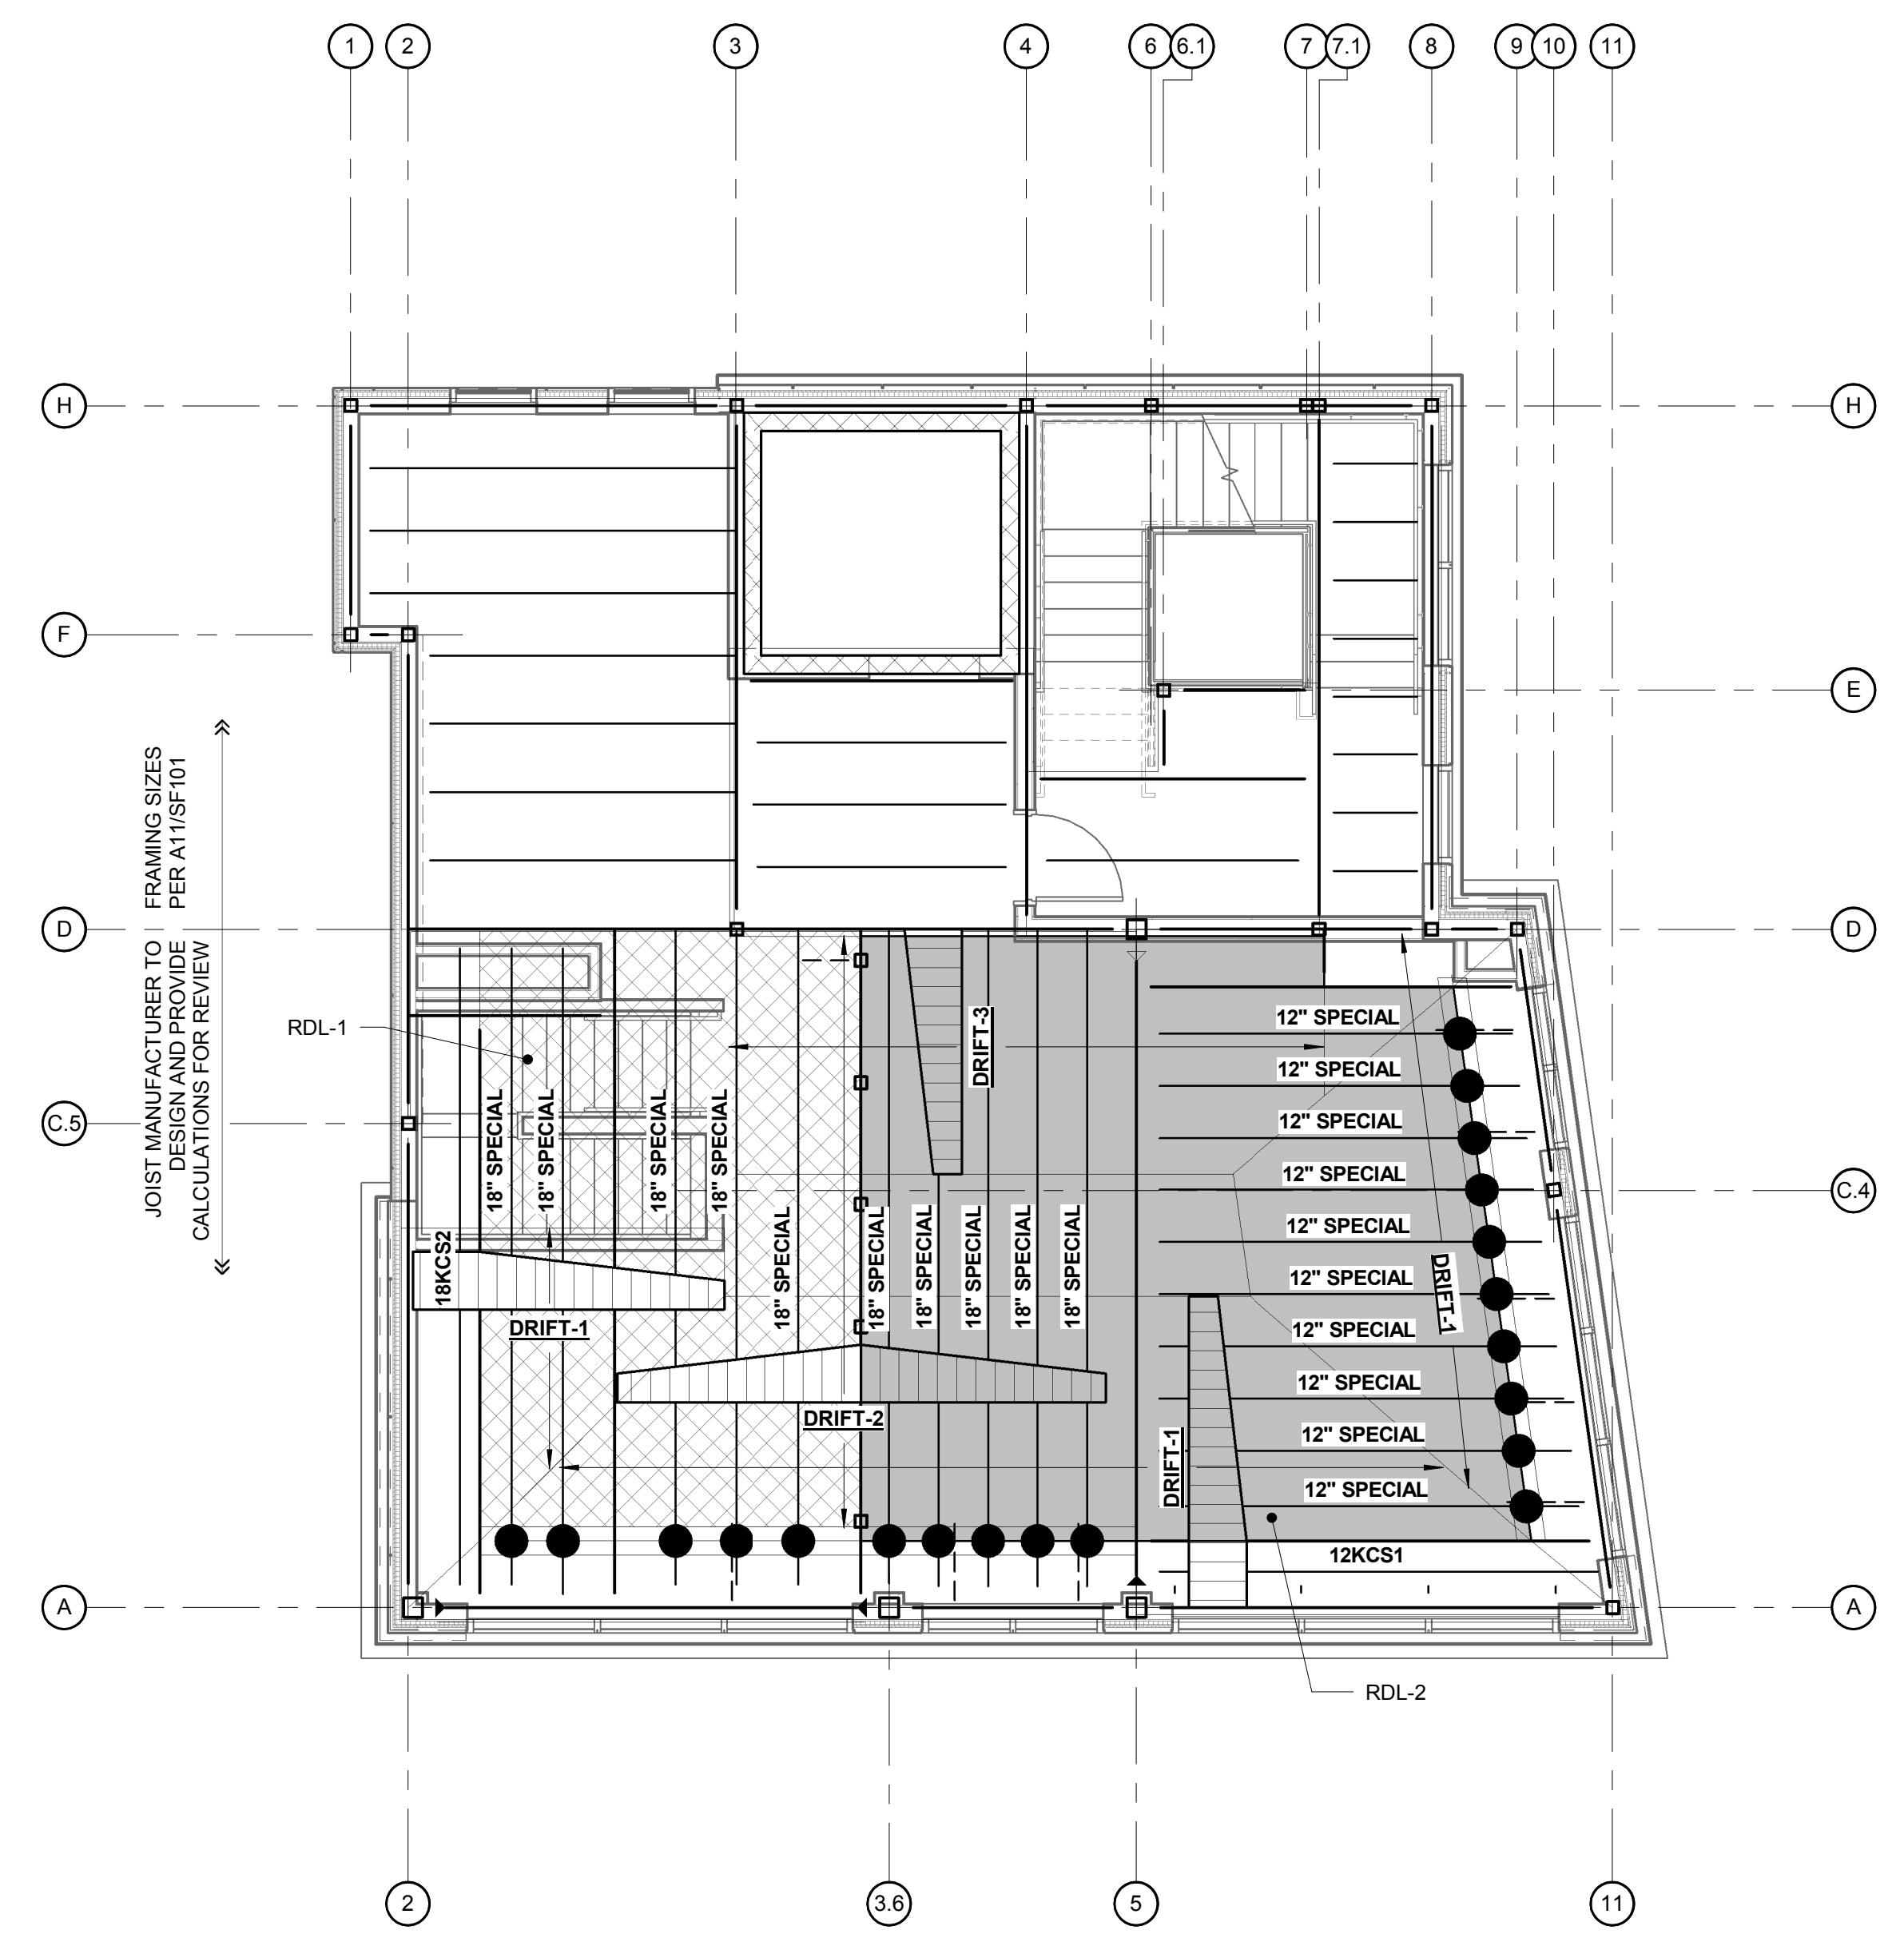 1 2 3 4 6 6.1 7 7.1 8 9 10 11
H H
F
E
JOIST MANUFACTURER TO
DESIGN AND PROVIDE
CALCULATIONS FOR REVIEW
FRAMING SIZES
PER A11/SF101
D D
C.5
C.4
RDL-1
18" SPECIAL
18" SPECIAL
18" SPECIAL
18" SPECIAL
18KCS2
18" SPECIAL
18" SPECIAL
18" SPECIAL
18" SPECIAL
18" SPECIAL
18" SPECIAL
DRIFT-3
DRIFT-1
DRIFT-2
12" SPECIAL
12" SPECIAL
12" SPECIAL
12" SPECIAL
12" SPECIAL
12" SPECIAL
12" SPECIAL
12" SPECIAL
12" SPECIAL
12" SPECIAL
DRIFT-1
DRIFT-1
12KCS1
A A
RDL-2
2 3.6 5 11